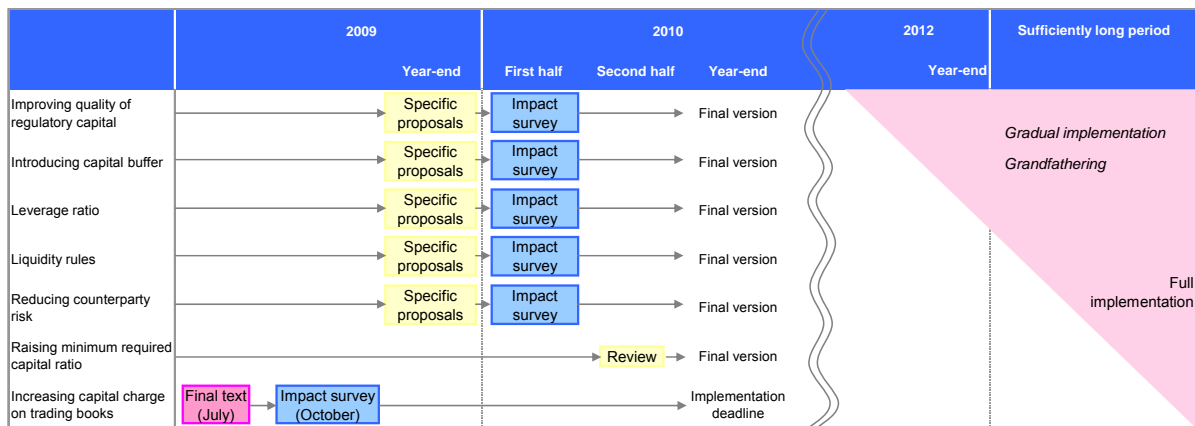 2009 2010 2012 Sufficiently long period
Year-end First half Second half Year-end Year-end
Improving quality of
regulatory capital
Specific
proposals
Impact
survey
Final version
Gradual implementation
Introducing capital buffer
Specific
proposals
Impact
survey
Final version
Grandfathering
Leverage ratio
Specific
proposals
Impact
survey
Final version
Liquidity rules
Specific
proposals
Impact
survey
Final version
Full
implementation
Reducing counterparty
risk
Specific
proposals
Impact
survey
Final version
Raising minimum required
capital ratio
Review
Final version
Increasing capital charge
on trading books
Final text
(July)
Impact survey
(October)
Implementation
deadline